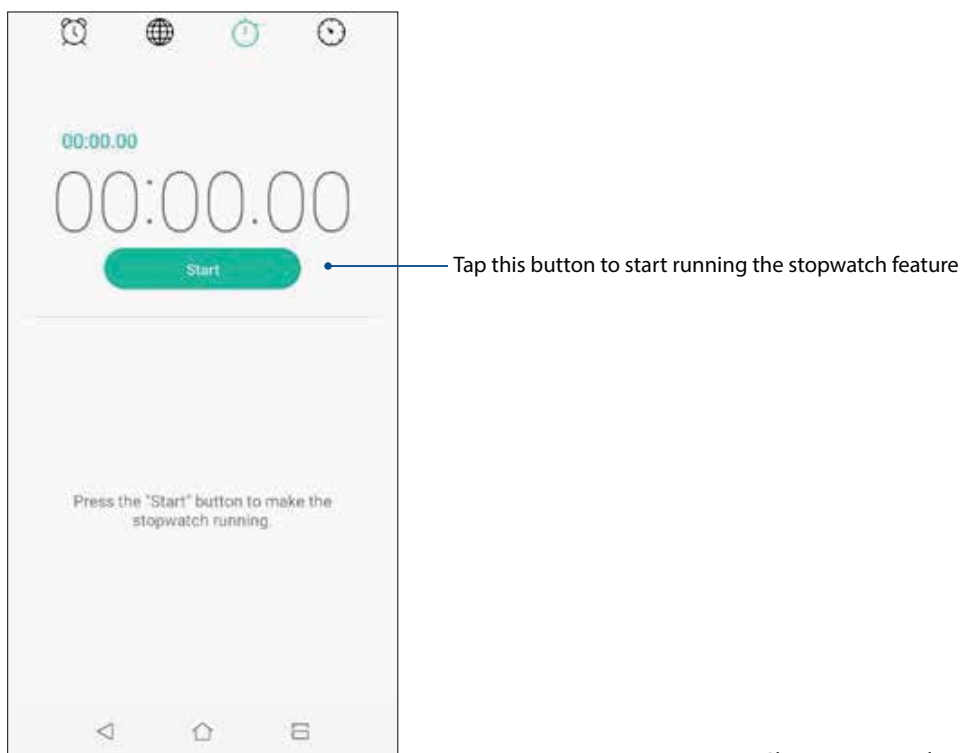 00:00.00
00:00.00
Start
Tap this button to start running the stopwatch feature
Press the "Start" button to make the
stopwatch running.